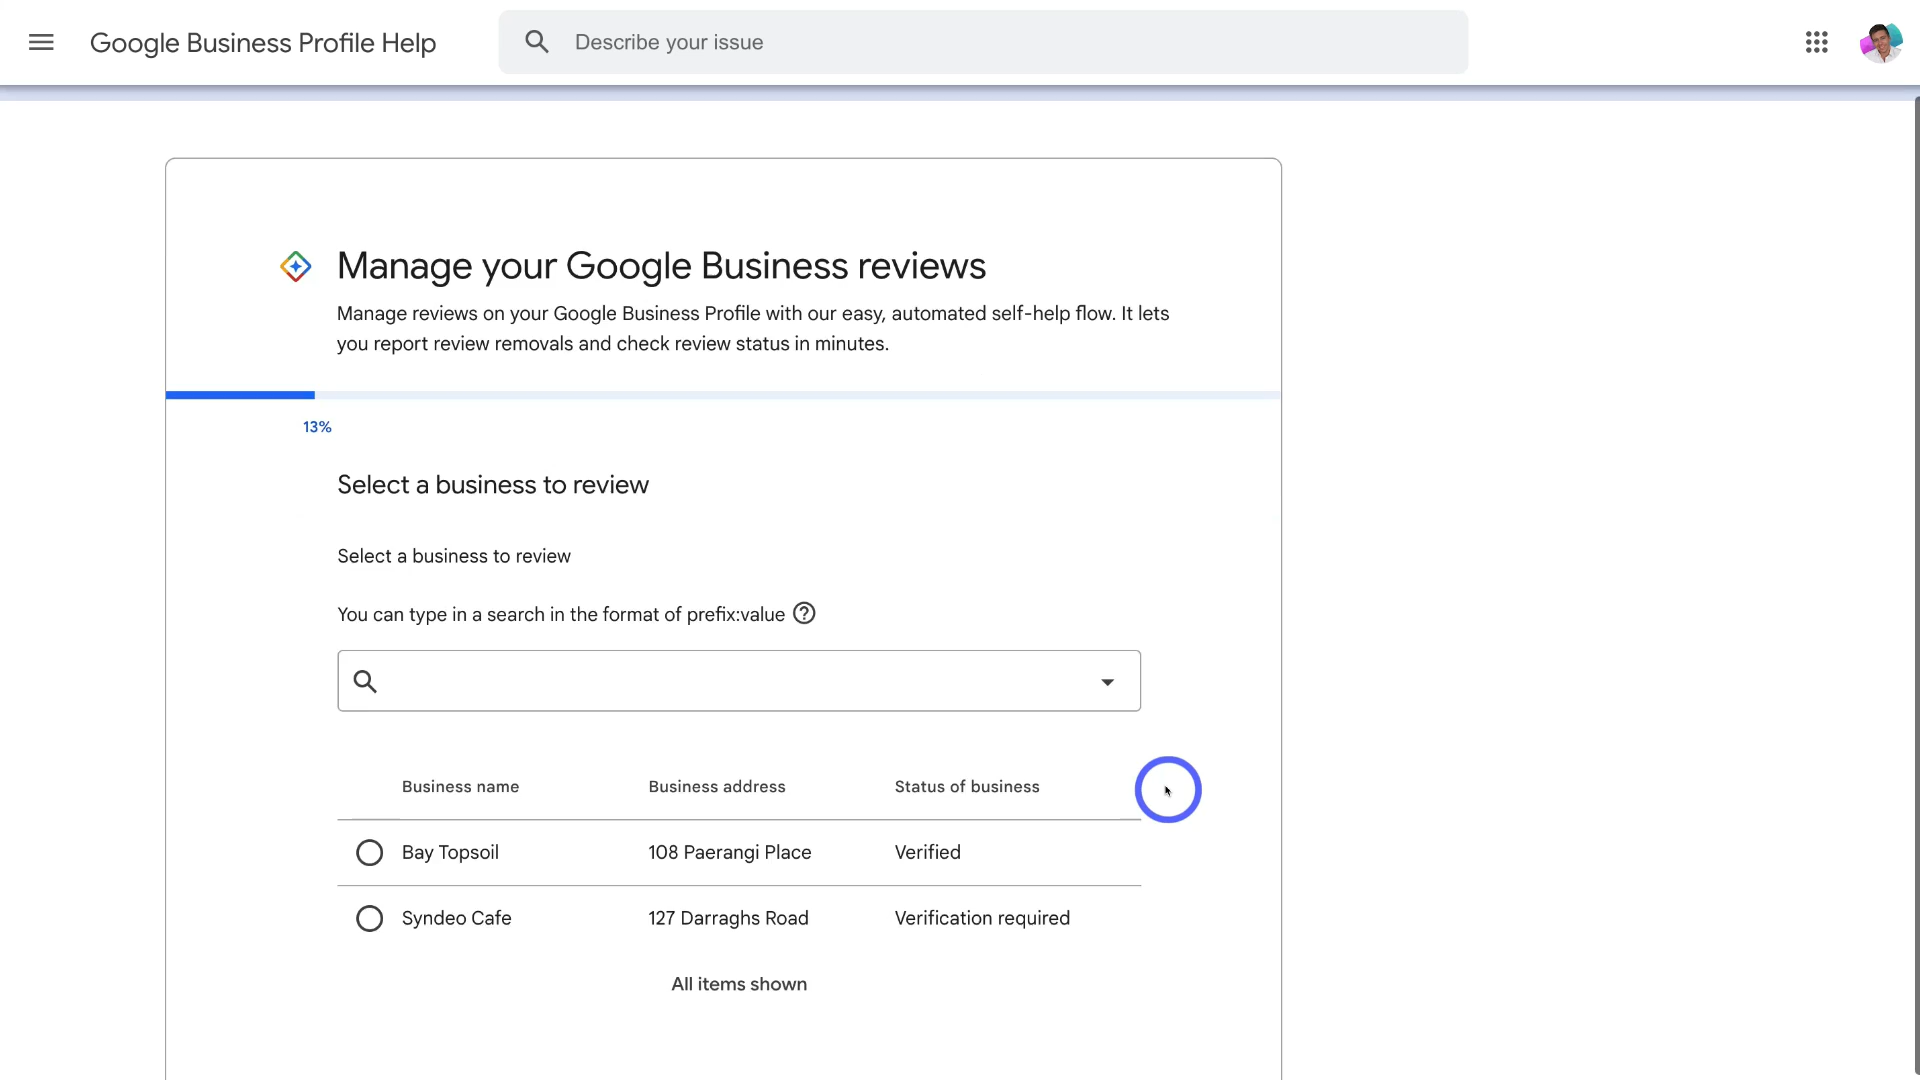 Google Business Profile Help
Describe your issue
Manage your Google Business reviews
Manage reviews on your Google Business Profile with our easy, automated self-help flow. It lets
you report review removals and check review status in minutes.
13%
Select a business to review
Select a business to review
You can type in a search in the format of prefix:value
Business name Business address Status of business
Bay Topsoil 108 Paerangi Place Verified
Syndeo Cafe 127 Darraghs Road Verification required
All items shown